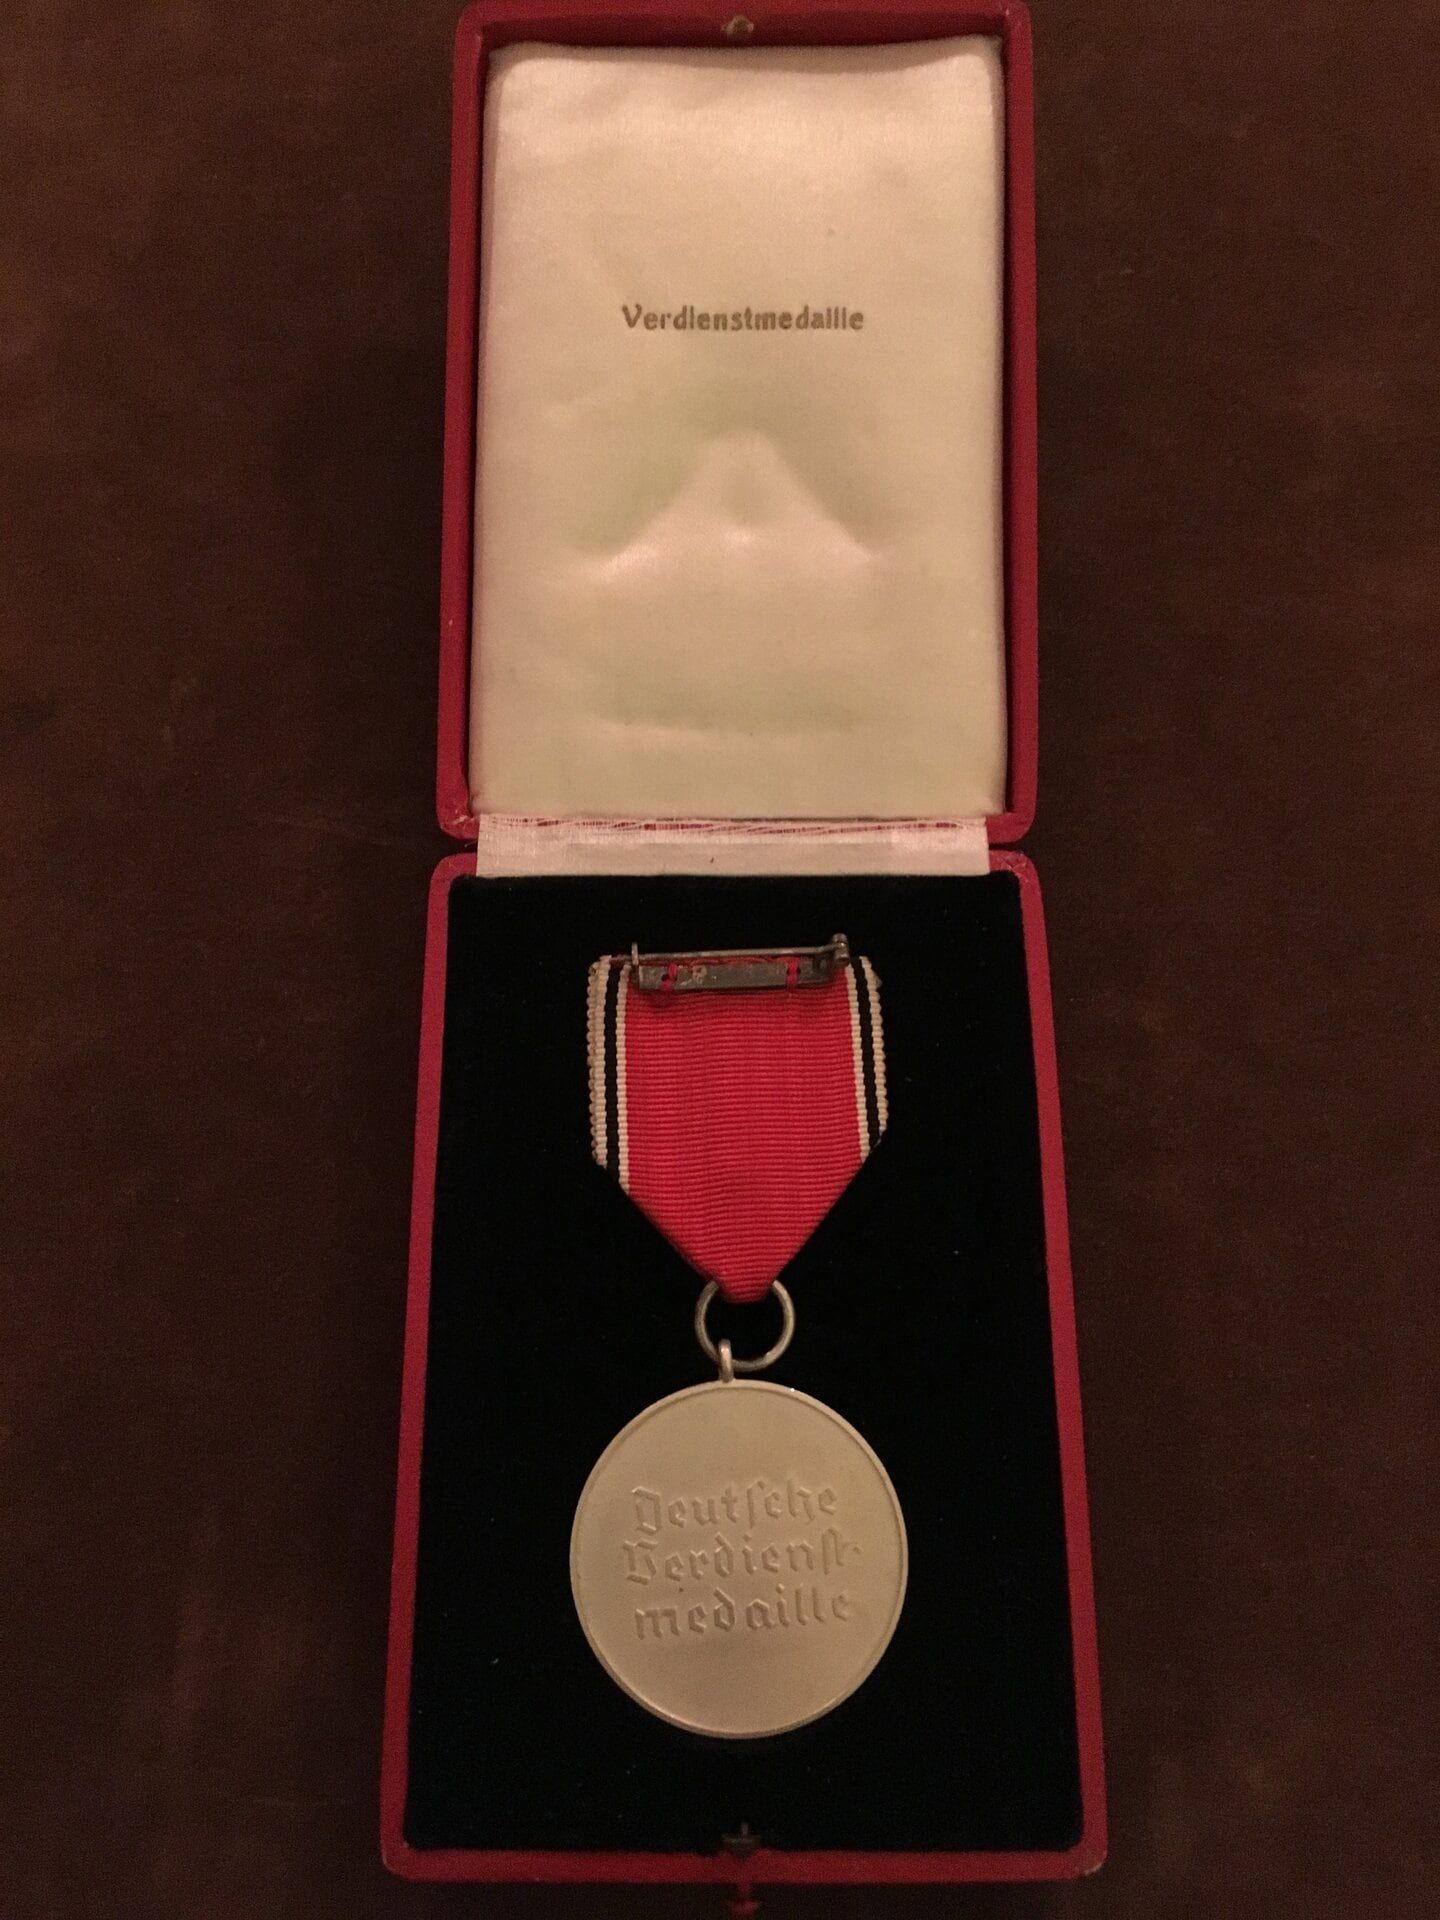 Verdienstmedaille
Deutſche
Verdienſt-
medaille